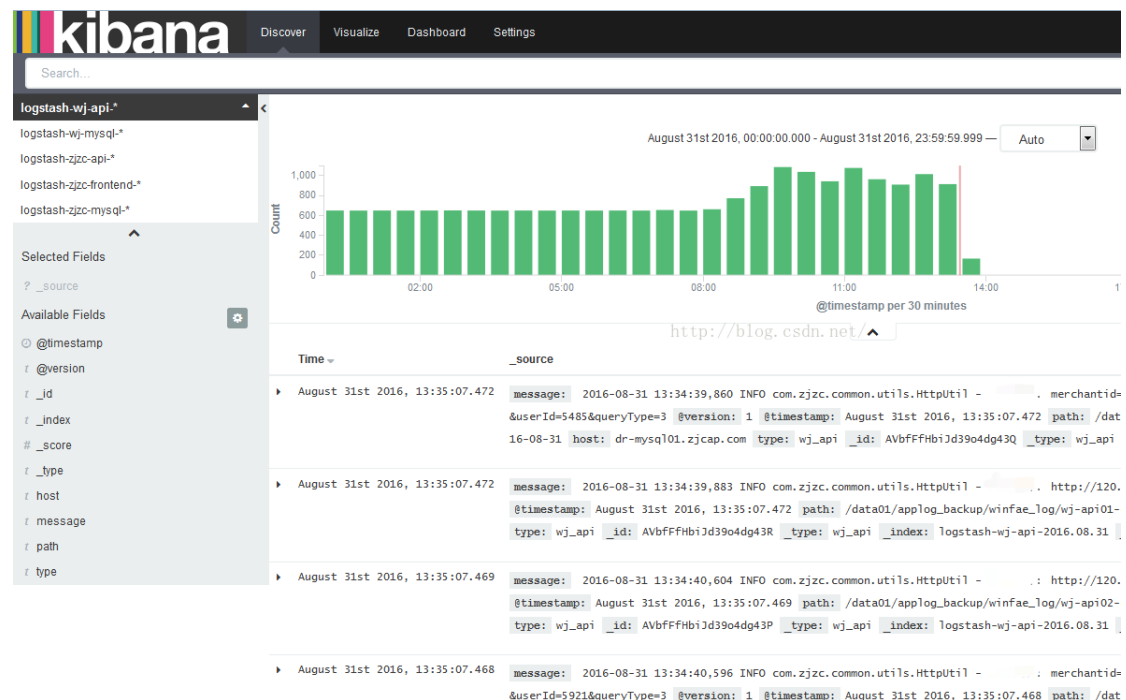 kibana
Discover Visualize Dashboard Settings
Search...
logstash-wj-api-*
logstash-wj-mysql-*
logstash-zjzc-api-*
logstash-zjzc-frontend-*
logstash-zjzc-mysql-*
Selected Fields
? _source
Available Fields
@timestamp
t @version
t _id
t _index
# _score
t _type
t host
t message
t path
t type
August 31st 2016, 00:00:00.000 - August 31st 2016, 23:59:59.999 — Auto
Count
1,000
800
600
400
200
0
02:00 05:00 08:00 11:00 14:00 1
@timestamp per 30 minutes
http://blog.csdn.net/
Time _source
August 31st 2016, 13:35:07.472 message: 2016-08-31 13:34:39,860 INFO com.zjzc.common.utils.HttpUtil - . merchantid=
&userId=5485&queryType=3 @version: 1 @timestamp: August 31st 2016, 13:35:07.472 path: /dat
16-08-31 host: dr-mysql01.zjcap.com type: wj_api _id: AVbfFfHbiJd39o4dg43Q _type: wj_api
August 31st 2016, 13:35:07.472 message: 2016-08-31 13:34:39,883 INFO com.zjzc.common.utils.HttpUtil - . http://120.
@timestamp: August 31st 2016, 13:35:07.472 path: /data01/applog_backup/winfae_log/wj-api01-
type: wj_api _id: AVbfFfHbiJd39o4dg43R _type: wj_api _index: logstash-wj-api-2016.08.31
August 31st 2016, 13:35:07.469 message: 2016-08-31 13:34:40,604 INFO com.zjzc.common.utils.HttpUtil - : http://120.
@timestamp: August 31st 2016, 13:35:07.469 path: /data01/applog_backup/winfae_log/wj-api02-
type: wj_api _id: AVbfFfHbiJd39o4dg43P _type: wj_api _index: logstash-wj-api-2016.08.31
August 31st 2016, 13:35:07.468 message: 2016-08-31 13:34:40,596 INFO com.zjzc.common.utils.HttpUtil - : merchantid=
&userId=5921&queryType=3 @version: 1 @timestamp: August 31st 2016, 13:35:07.468 path: /dat